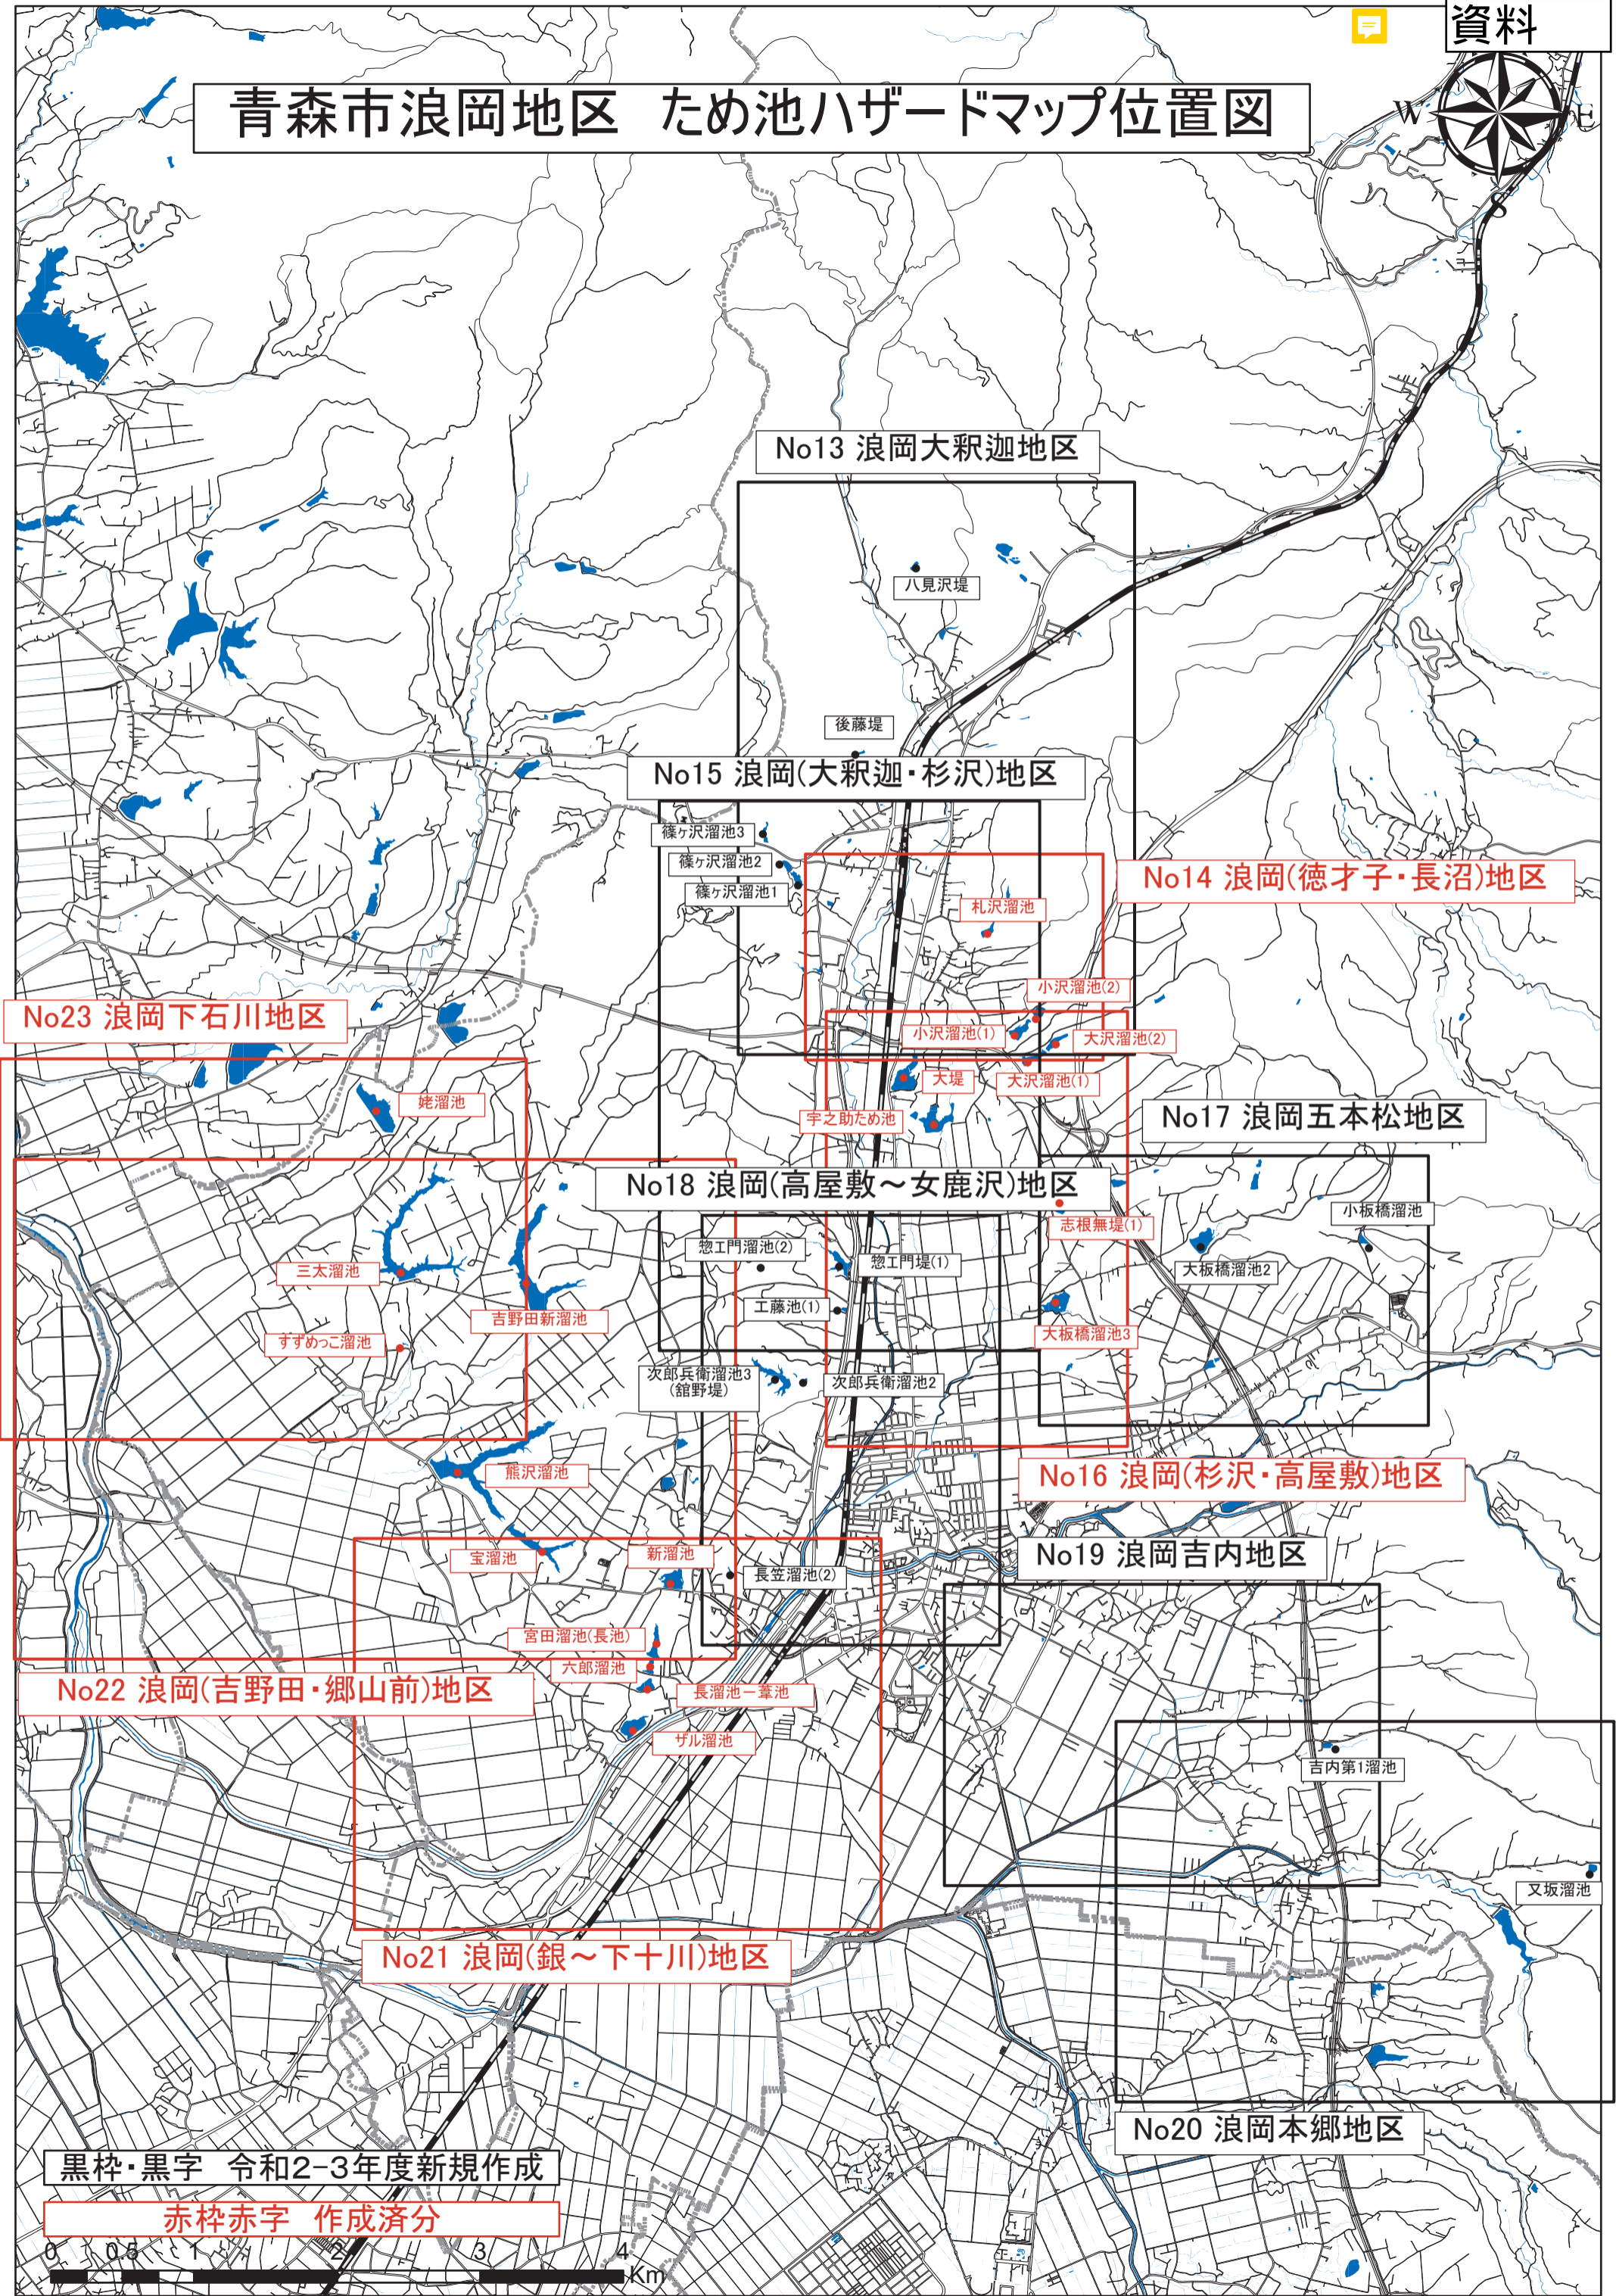 資料
青森市浪岡地区 ため池ハザードマップ位置図
W
E
S
No13 浪岡大釈迦地区
八見沢堤
後藤堤
No15 浪岡(大釈迦・杉沢)地区
篠ヶ沢溜池3
篠ヶ沢溜池2
篠ヶ沢溜池1
No14 浪岡(徳才子・長沼)地区
札沢溜池
小沢溜池(2)
No23 浪岡下石川地区
小沢溜池(1)
大沢溜池(2)
大堤
大沢溜池(1)
姥溜池
宇之助ため池
No17 浪岡五本松地区
No18 浪岡(高屋敷～女鹿沢)地区
小板橋溜池
志根無堤(1)
惣工門溜池(2)
惣工門堤(1)
三太溜池
大板橋溜池2
工藤池(1)
吉野田新溜池
大板橋溜池3
すずめっこ溜池
次郎兵衛溜池3
(舘野堤)
次郎兵衛溜池2
熊沢溜池
No16 浪岡(杉沢・高屋敷)地区
宝溜池
新溜池
No19 浪岡吉内地区
長笠溜池(2)
宮田溜池(長池)
六郎溜池
No22 浪岡(吉野田・郷山前)地区
長溜池－葦池
ザル溜池
吉内第1溜池
又坂溜池
No21 浪岡(銀～下十川)地区
No20 浪岡本郷地区
黒枠・黒字 令和2-3年度新規作成
赤枠赤字 作成済分
0 0.5 1 2 3 4
Km